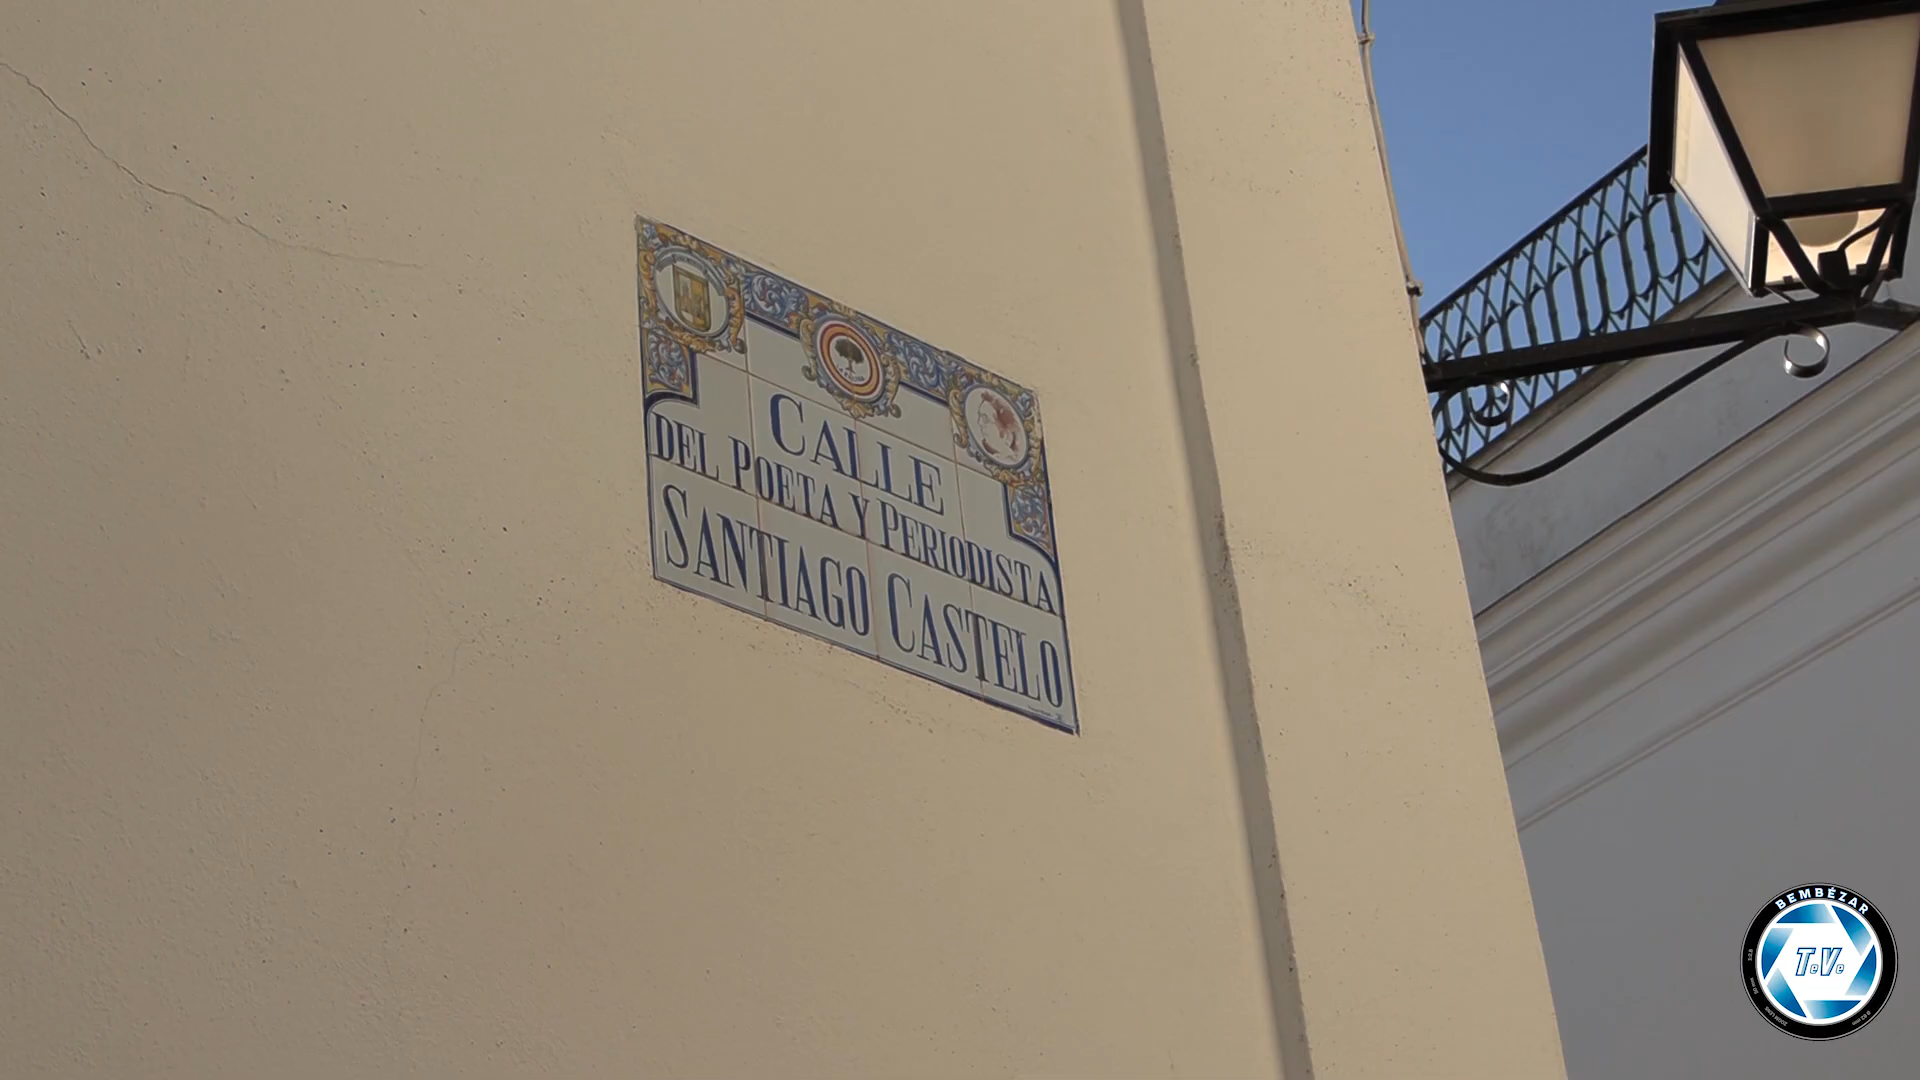 CALLE
DEL POETA Y PERIODISTA
SANTIAGO CASTELO
BEMBÉZAR
TeVe